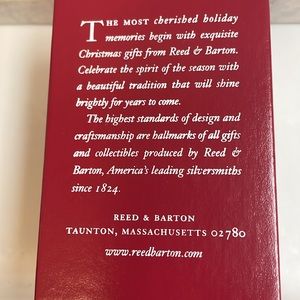 THE MOST cherished holiday
memories begin with exquisite
Christmas gifts from Reed & Barton.
Celebrate the spirit of the season with
a beautiful tradition that will shine
brightly for years to come.
The highest standards of design and
craftsmanship are hallmarks of all gifts
and collectibles produced by Reed &
Barton, America's leading silversmiths
since 1824.
REED & BARTON
TAUNTON, MASSACHUSETTS 02780
www.reedbarton.com